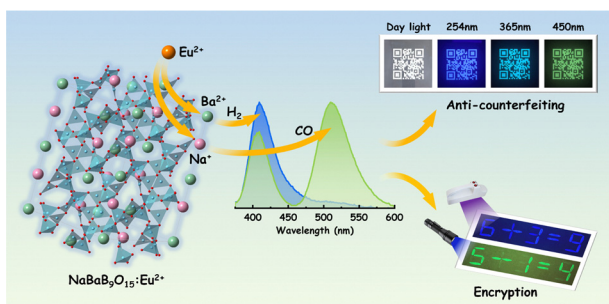 Day light 254nm 365nm 450nm
Anti-counterfeiting
Eu²⁺
Ba²⁺
H₂
CO
Na⁺
400 450 500 550 600
Wavelength (nm)
NaBaB₉O₁₅:Eu²⁺
6+3=9
5-1=4
Encryption